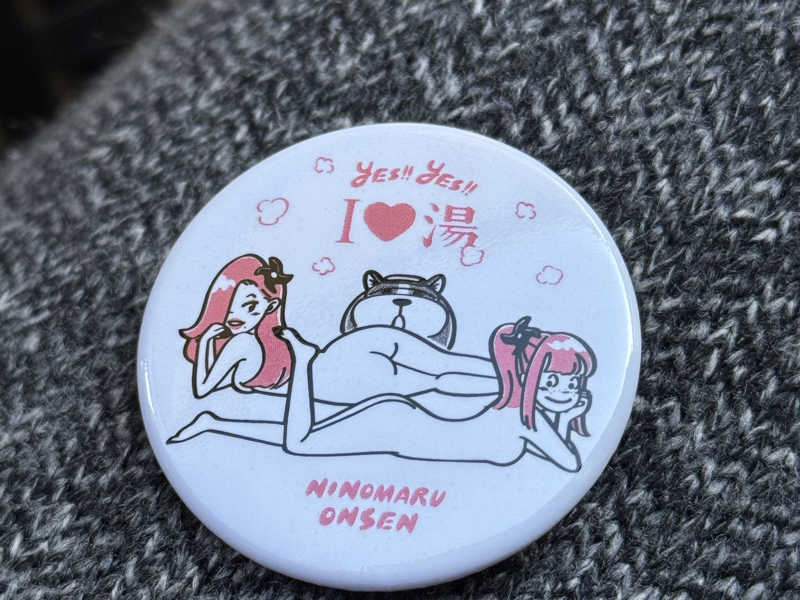 YES!! YES!!
I♥湯
NINOMARU
ONSEN